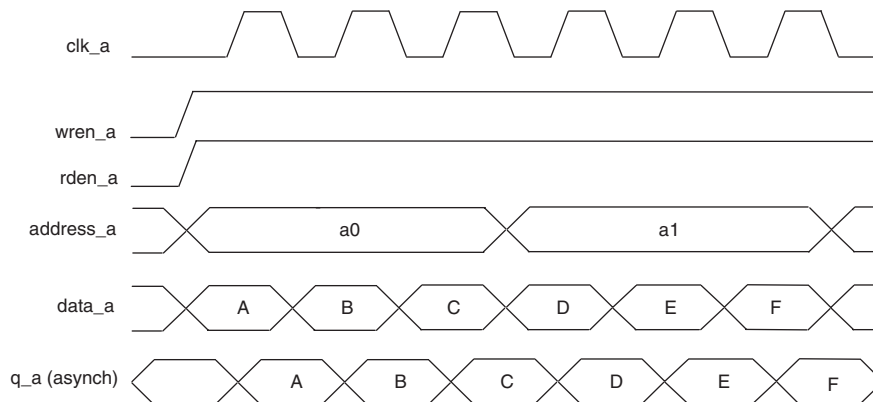 clk_a
wren_a
rden_a
address_a a0 a1
data_a A B C D E F
q_a (asynch) A B C D E F